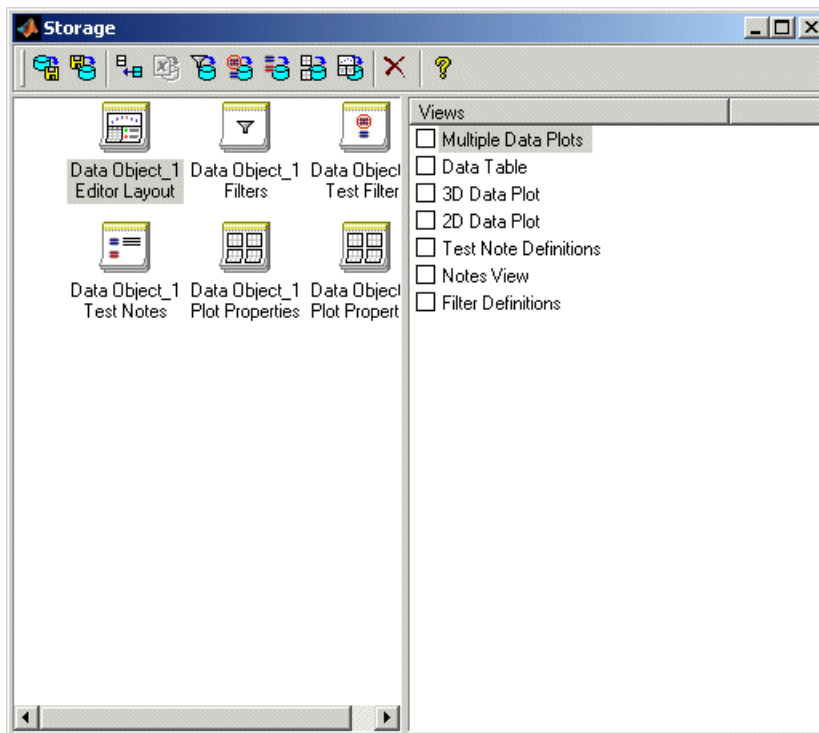 Storage
Data Object_1 Editor Layout
Data Object_1 Filters
Data Object Test Filter
Data Object_1 Test Notes
Data Object_1 Plot Properties
Data Object Plot Propert
Views
Multiple Data Plots
Data Table
3D Data Plot
2D Data Plot
Test Note Definitions
Notes View
Filter Definitions